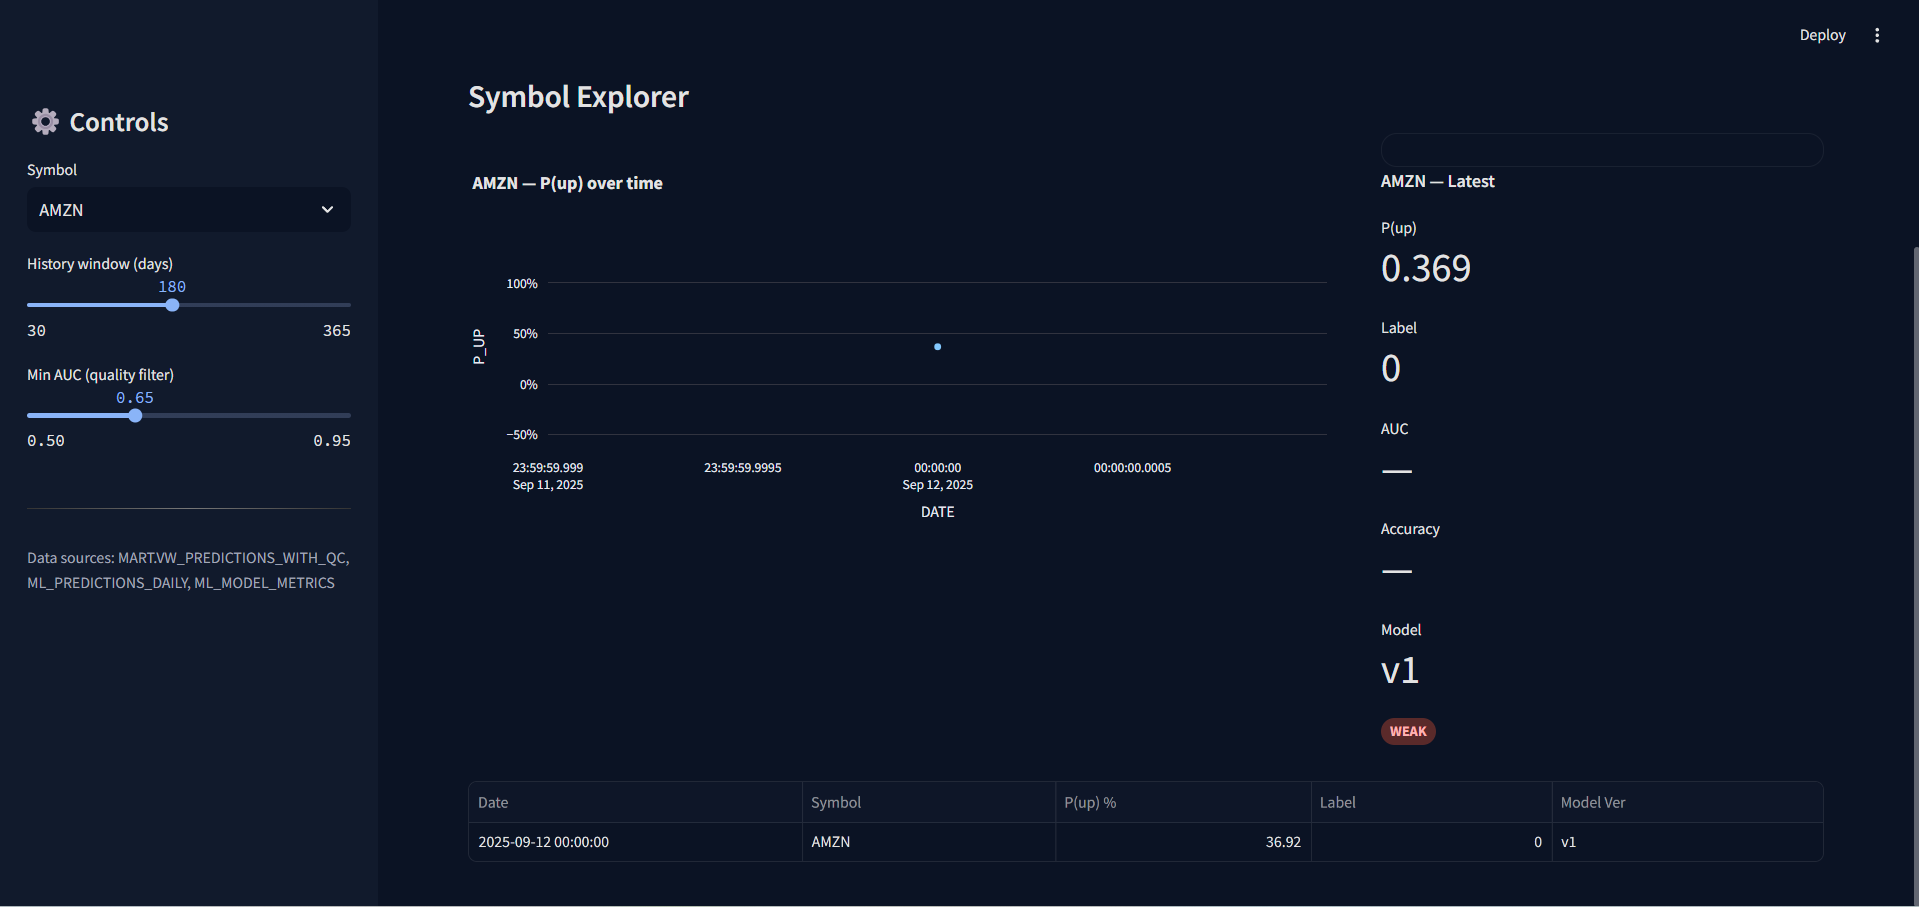 Deploy
Controls
Symbol
AMZN
History window (days)
180
30 365
Min AUC (quality filter)
0.65
0.50 0.95
Data sources: MART.VW_PREDICTIONS_WITH_QC,
ML_PREDICTIONS_DAILY, ML_MODEL_METRICS
Symbol Explorer
AMZN — P(up) over time
P_UP
100%
50%
0%
−50%
23:59:59.999 23:59:59.9995 00:00:00 00:00:00.0005
Sep 11, 2025 Sep 12, 2025
DATE
AMZN — Latest
P(up)
0.369
Label
0
AUC
—
Accuracy
—
Model
v1
WEAK
Date Symbol P(up) % Label Model Ver
2025-09-12 00:00:00 AMZN 36.92 0 v1